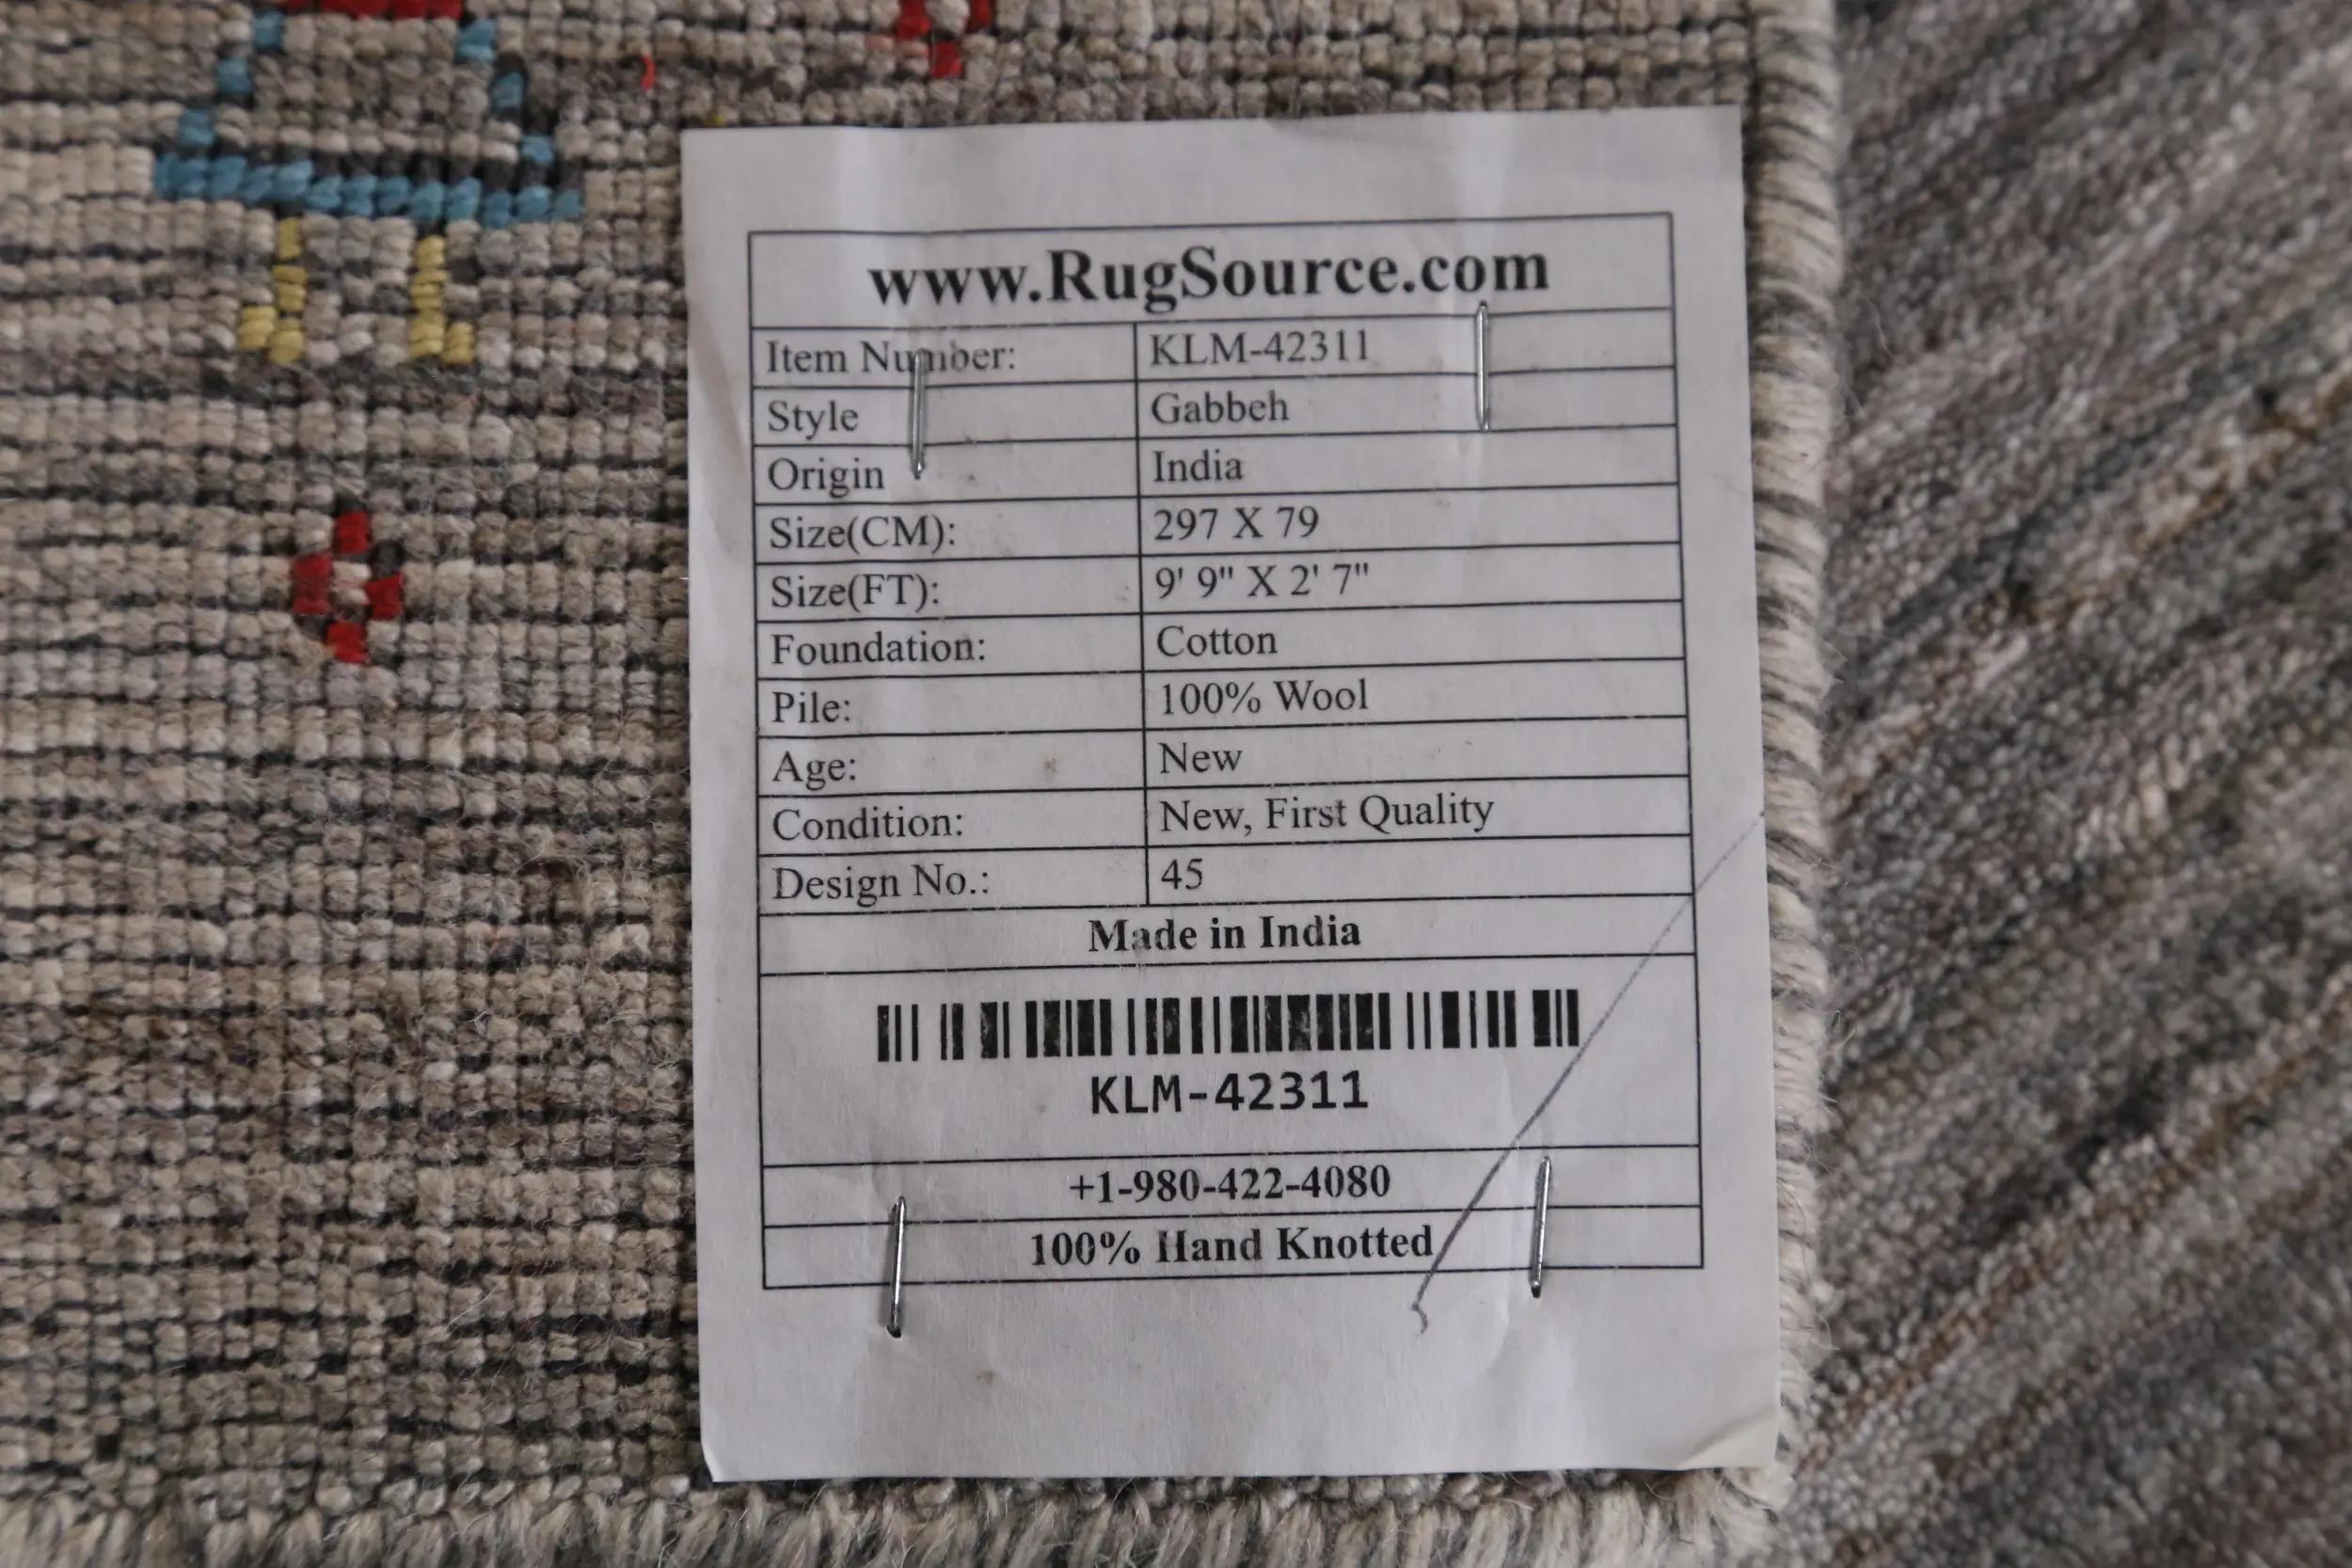 www.RugSource.com
Item Number: KLM-42311
Style Gabbeh
Origin India
Size(CM): 297 X 79
Size(FT): 9' 9" X 2' 7"
Foundation: Cotton
Pile: 100% Wool
Age: New
Condition: New, First Quality
Design No.: 45
Made in India
KLM-42311
+1-980-422-4080
100% Hand Knotted